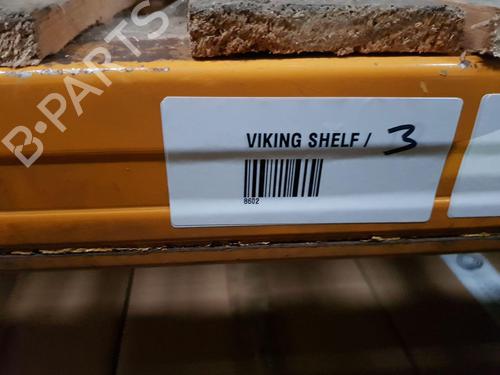 B-PARTS
VIKING SHELF / 3
8602